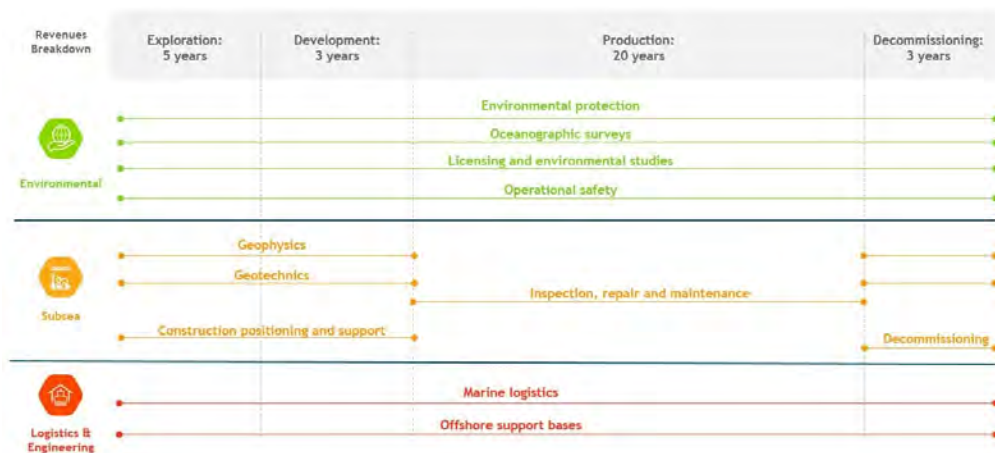 Revenues
Breakdown
Exploration:
5 years
Development:
3 years
Production:
20 years
Decommissioning:
3 years
Environmental protection
Oceanographic surveys
Licensing and environmental studies
Operational safety
Environmental
Geophysics
Geotechnics
Inspection, repair and maintenance
Construction positioning and support
Decommissioning
Subsea
Marine logistics
Offshore support bases
Logistics &
Engineering